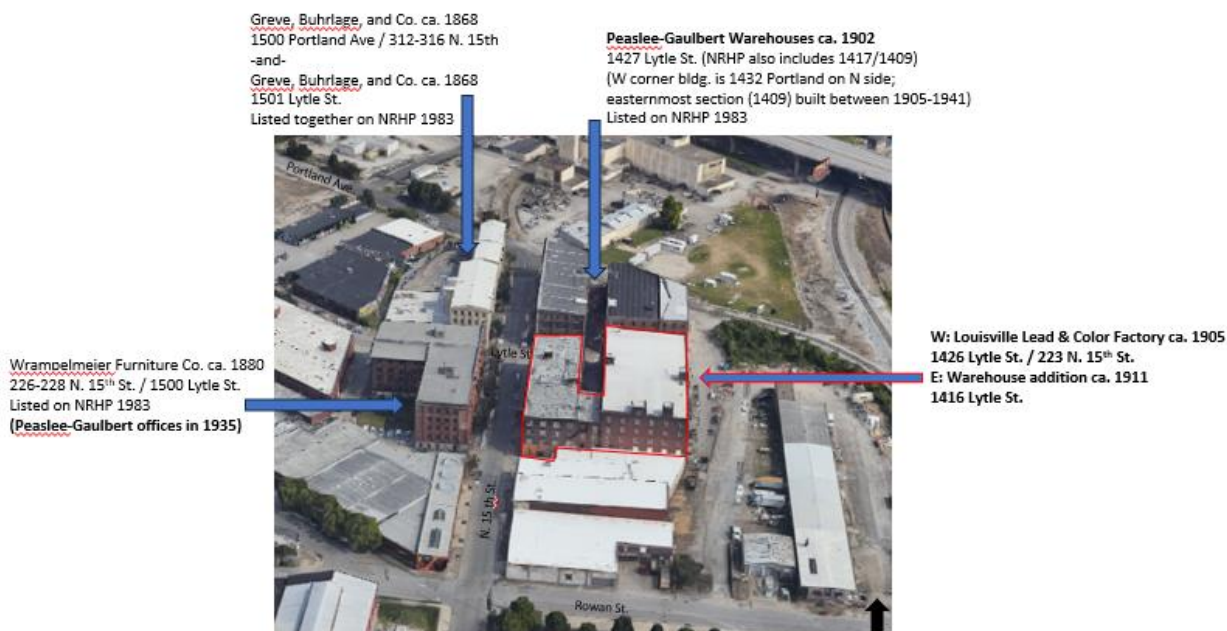 Greve, Buhrlage, and Co. ca. 1868
1500 Portland Ave / 312-316 N. 15th
-and-
Greve, Buhrlage, and Co. ca. 1868
1501 Lytle St.
Listed together on NRHP 1983
Peaslee-Gaulbert Warehouses ca. 1902
1427 Lytle St. (NRHP also includes 1417/1409)
(W corner bldg. is 1432 Portland on N side;
easternmost section (1409) built between 1905-1941)
Listed on NRHP 1983
Portland Ave.
Lytle St.
Wrampelmeier Furniture Co. ca. 1880
226-228 N. 15th St. / 1500 Lytle St.
Listed on NRHP 1983
(Peaslee-Gaulbert offices in 1935)
W: Louisville Lead & Color Factory ca. 1905
1426 Lytle St. / 223 N. 15th St.
E: Warehouse addition ca. 1911
1416 Lytle St.
N. 15 th St.
Rowan St.